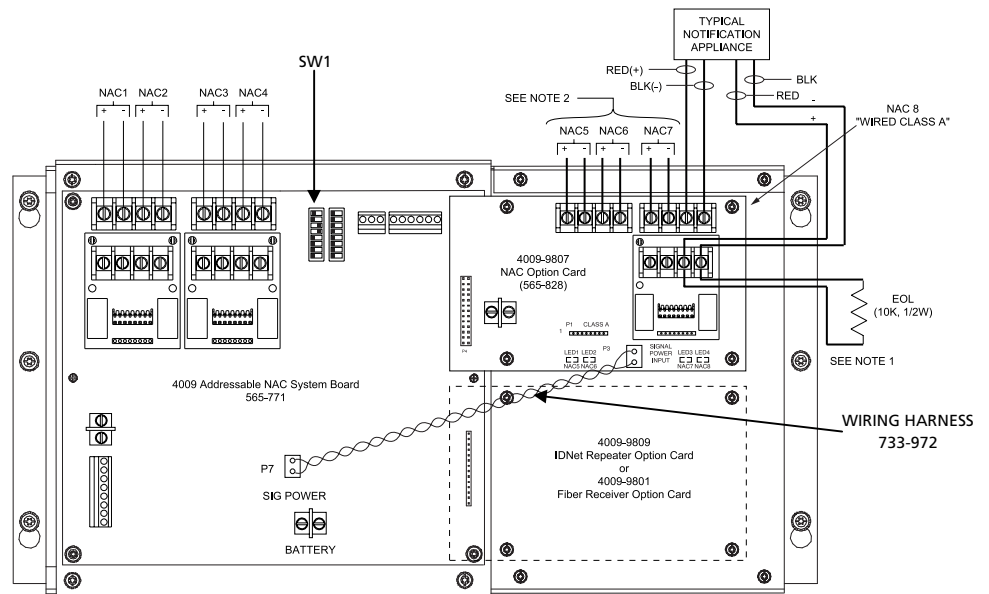 TYPICAL
NOTIFICATION
APPLIANCE
SW1
RED(+)
BLK(-)
BLK
RED
-
+
NAC 8
"WIRED CLASS A"
SEE NOTE 2
NAC1 NAC2 NAC3 NAC4
+ - + - + - + -
NAC5 NAC6 NAC7
+ - + - + -
4009-9807
NAC Option Card
(565-828)
EOL
(10K, 1/2W)
SEE NOTE 1
P1 CLASS A
1
P4
LED1 LED2
NAC5 NAC6
P3
SIGNAL
POWER
INPUT
LED3 LED4
NAC7 NAC8
4009 Addressable NAC System Board
565-771
WIRING HARNESS
733-972
4009-9809
IDNet Repeater Option Card
or
4009-9801
Fiber Receiver Option Card
P7
SIG POWER
BATTERY